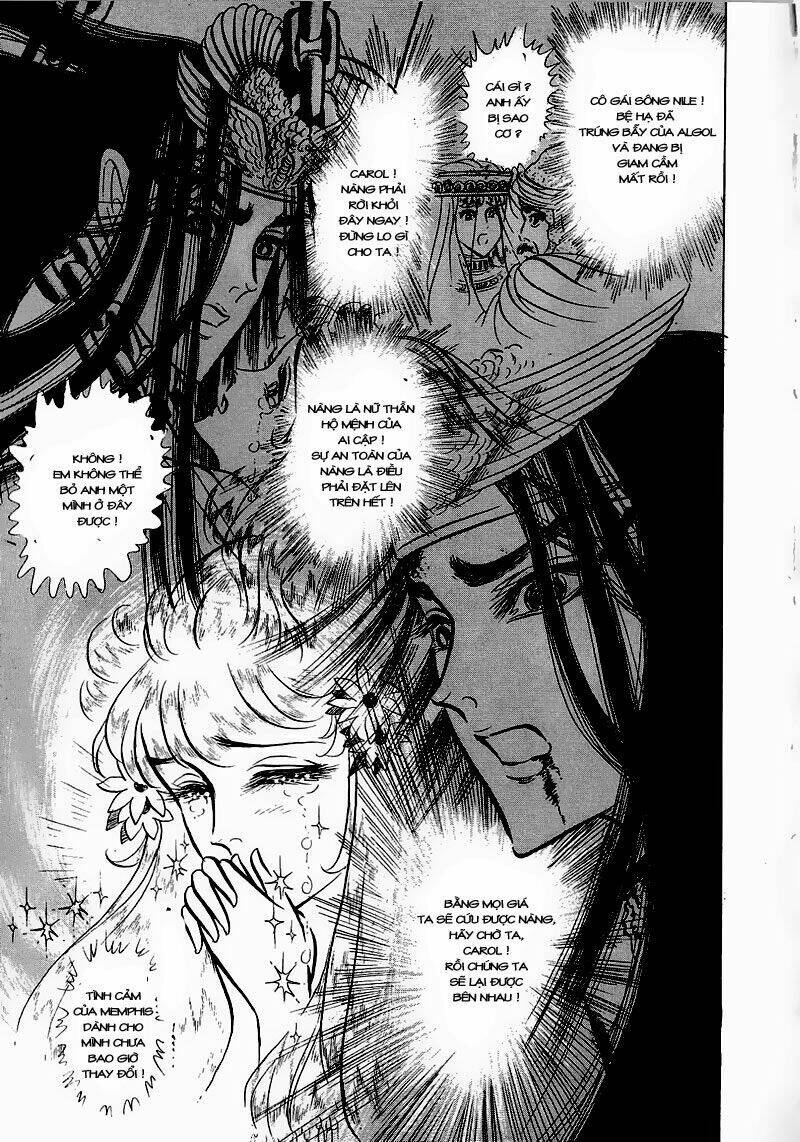 CÔ GÁI SÔNG NILE !
BỆ HẠ ĐÃ
TRÚNG BẪY CỦA ALGOL
VÀ ĐANG BỊ
GIAM CẦM
MẤT RỒI !
CÁI GÌ ?
ANH ẤY
BỊ SAO
CƠ ?
CAROL !
NÀNG PHẢI
RỜI KHỎI
ĐÂY NGAY !
ĐỪNG LO GÌ
CHO TA !
NÀNG LÀ NỮ THẦN
HỘ MỆNH CỦA
AI CẬP !
SỰ AN TOÀN CỦA
NÀNG LÀ ĐIỀU
PHẢI ĐẶT LÊN
TRÊN HẾT !
KHÔNG !
EM KHÔNG THỂ
BỎ ANH MỘT
MÌNH Ở ĐÂY
ĐƯỢC !
BẰNG MỌI GIÁ
TA SẼ CỨU ĐƯỢC NÀNG,
HÃY CHỜ TA,
CAROL !
RỒI CHÚNG TA
SẼ LẠI ĐƯỢC
BÊN NHAU !
TÌNH CẢM
CỦA MEMPHIS
DÀNH CHO
MÌNH CHƯA
BAO GIỜ
THAY ĐỔI !